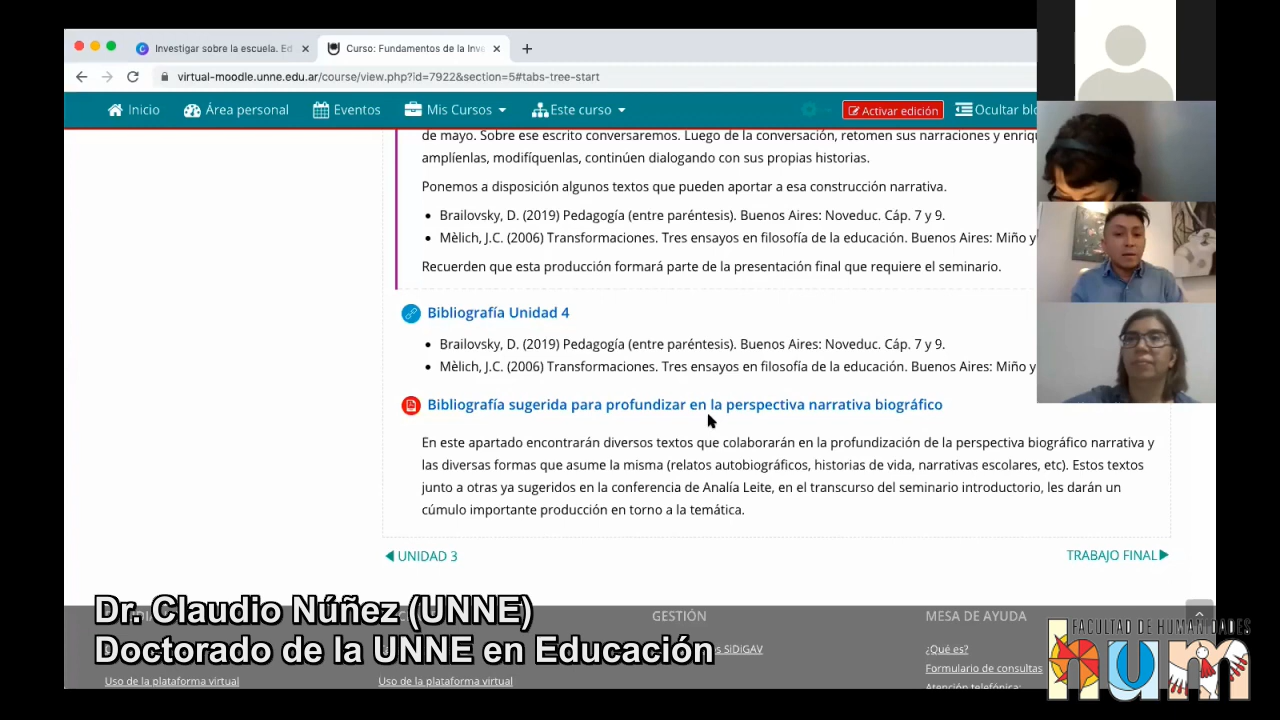 Investigar sobre la escuela. Ed
Curso: Fundamentos de la Inve
virtual-moodle.unne.edu.ar/course/view.php?id=7922&section=5#tabs-tree-start
Inicio Área personal Eventos Mis Cursos Este curso Activar edición Ocultar blo
de mayo. Sobre ese escrito conversaremos. Luego de la conversación, retomen sus narraciones y enriqu
amplíenlas, modifíquenlas, continúen dialogando con sus propias historias.
Ponemos a disposición algunos textos que pueden aportar a esa construcción narrativa.
• Brailovsky, D. (2019) Pedagogía (entre paréntesis). Buenos Aires: Noveduc. Cáp. 7 y 9.
• Mèlich, J.C. (2006) Transformaciones. Tres ensayos en filosofía de la educación. Buenos Aires: Miño y
Recuerden que esta producción formará parte de la presentación final que requiere el seminario.
Bibliografía Unidad 4
• Brailovsky, D. (2019) Pedagogía (entre paréntesis). Buenos Aires: Noveduc. Cáp. 7 y 9.
• Mèlich, J.C. (2006) Transformaciones. Tres ensayos en filosofía de la educación. Buenos Aires: Miño y
Bibliografía sugerida para profundizar en la perspectiva narrativa biográfico
En este apartado encontrarán diversos textos que colaborarán en la profundización de la perspectiva biográfico narrativa y
las diversas formas que asume la misma (relatos autobiográficos, historias de vida, narrativas escolares, etc). Estos textos
junto a otras ya sugeridos en la conferencia de Analía Leite, en el transcurso del seminario introductorio, les darán un
cúmulo importante producción en torno a la temática.
UNIDAD 3
TRABAJO FINAL
GESTIÓN
MESA DE AYUDA
Dr. Claudio Núñez (UNNE)
Doctorado de la UNNE en Educación
SiDiGAV
¿Qué es?
Formulario de consultas
Uso de la plataforma virtual
Uso de la plataforma virtual
Atención telefónica:
FACULTAD DE HUMANIDADES
hum